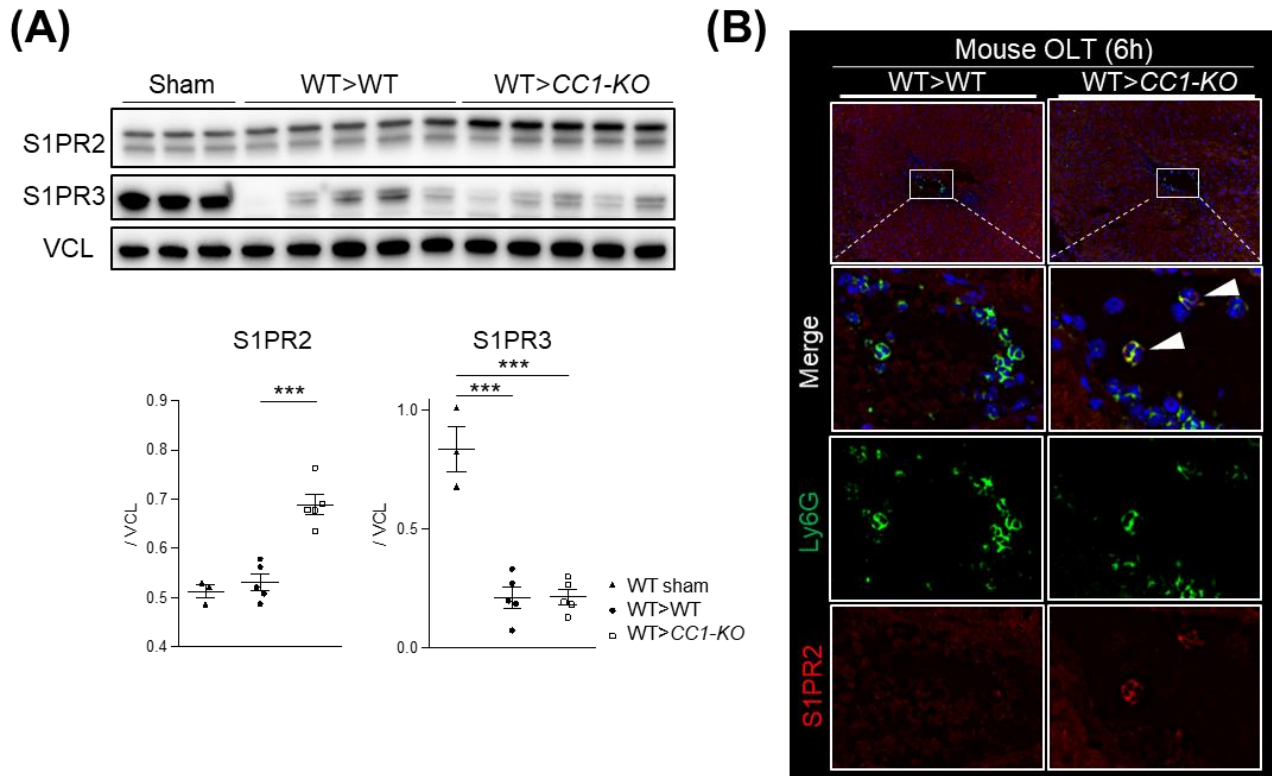 (A)
Sham WT>WT WT>CC1-KO
S1PR2
S1PR3
VCL
S1PR2
***
/ VCL
0.9
0.7
0.6
0.5
0.4
S1PR3
***
***
/ VCL
1.0
0.5
0.0
WT sham
WT>WT
WT>CC1-KO
(B)
Mouse OLT (6h)
WT>WT WT>CC1-KO
Merge
Ly6G
S1PR2